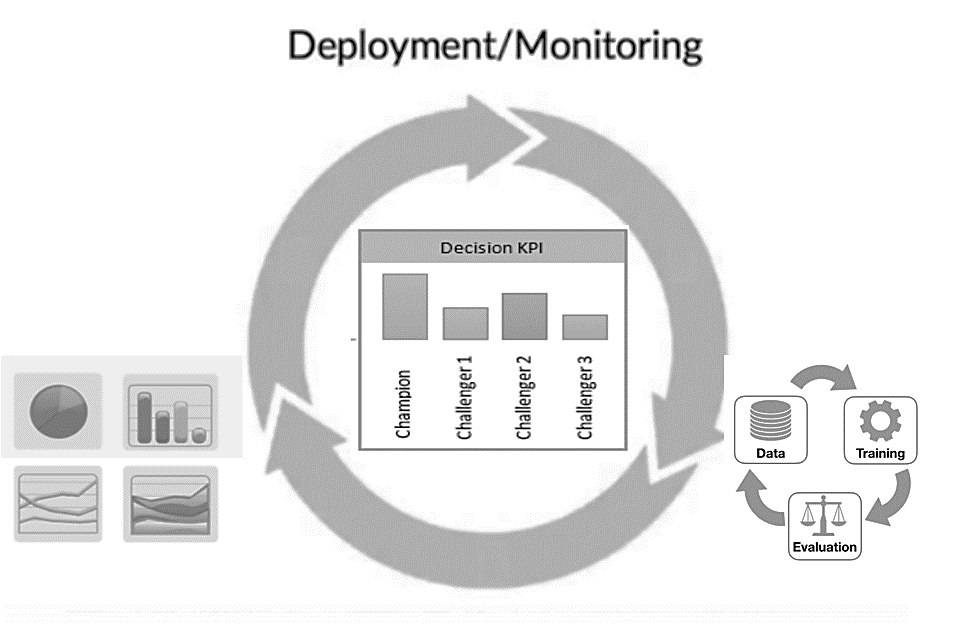 Deployment/Monitoring
Decision KPI
Champion
Challenger 1
Challenger 2
Challenger 3
Data
Training
Evaluation